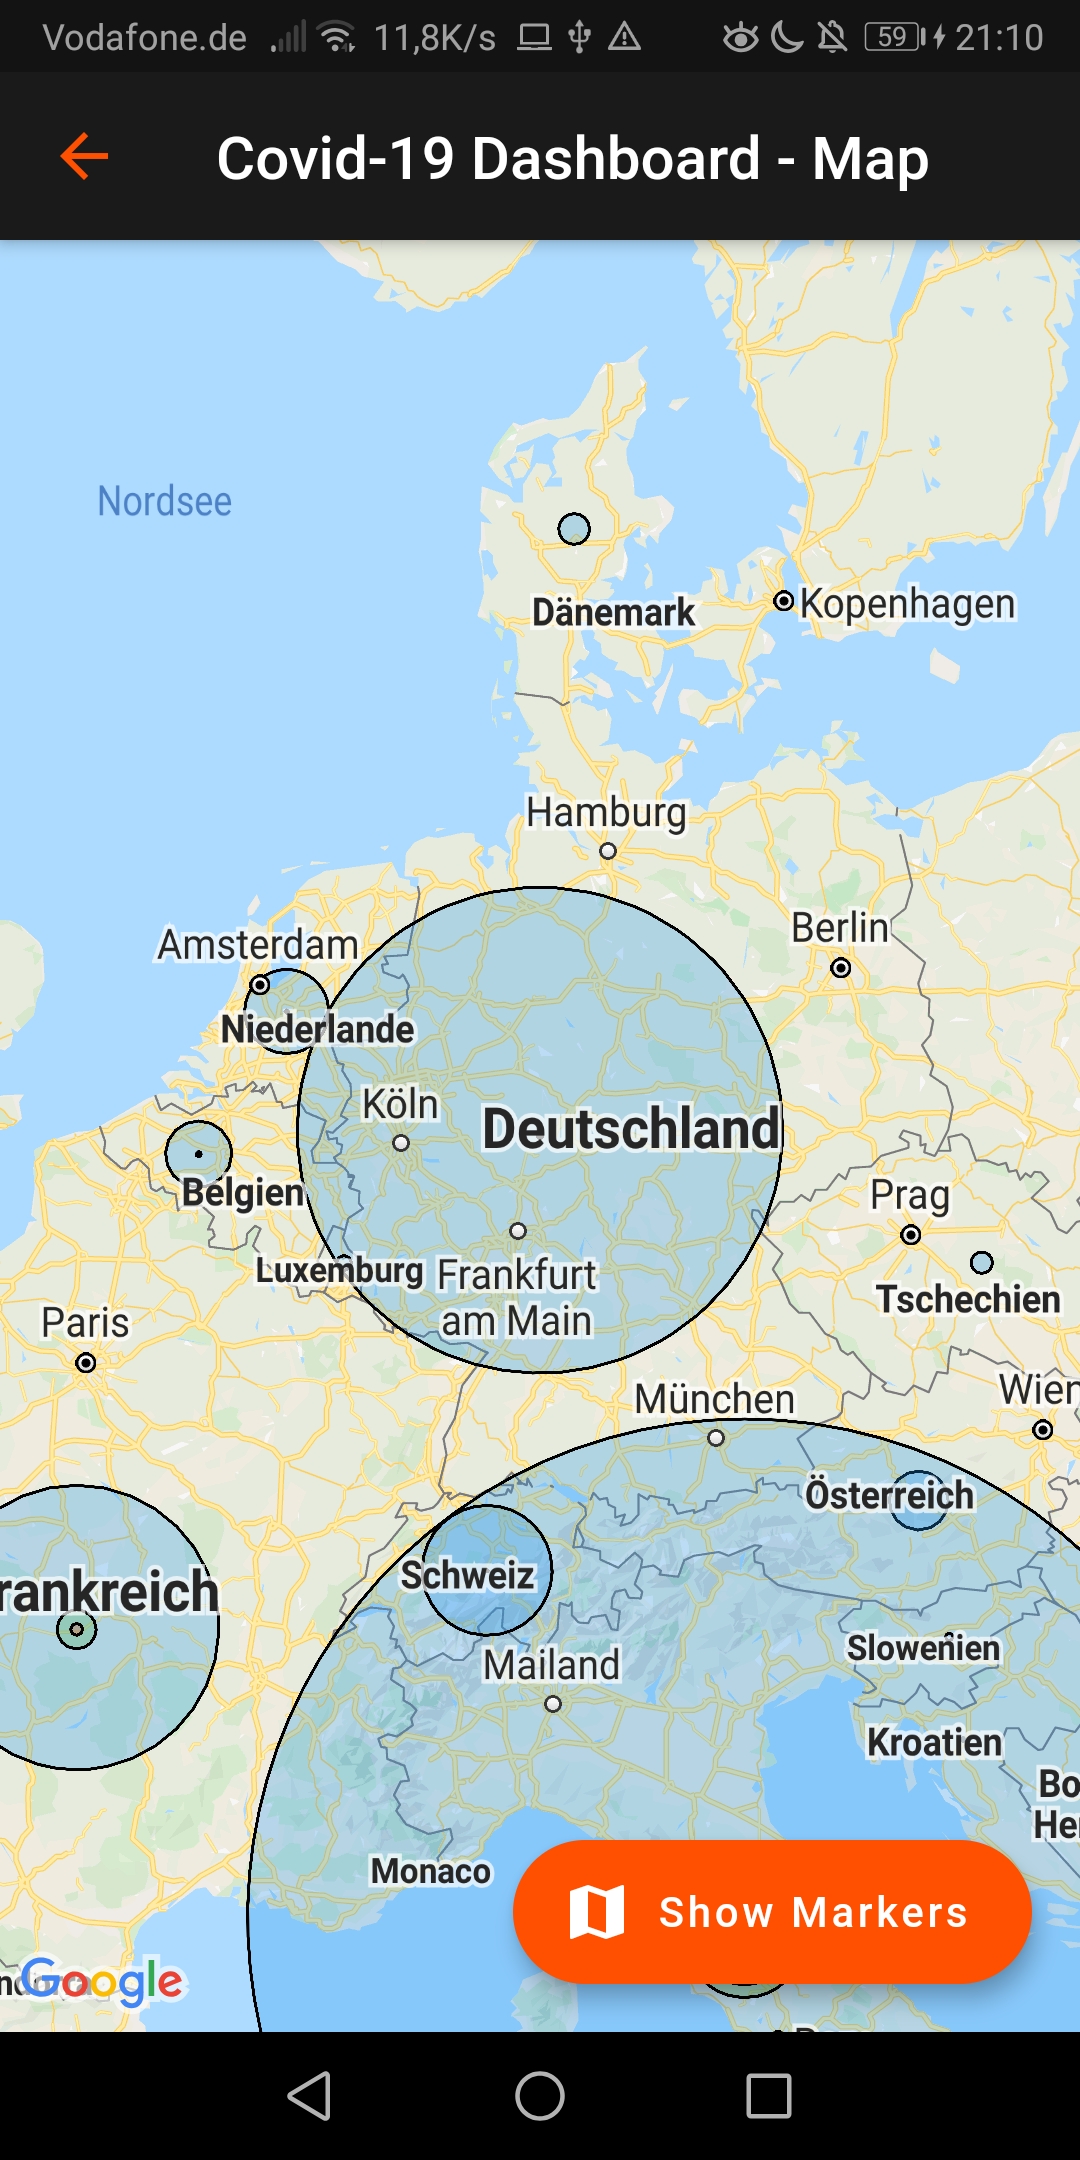 Vodafone.de 11,8K/s 59 21:10
Covid-19 Dashboard - Map
Nordsee
Kopenhagen
Dänemark
Hamburg
Berlin
Amsterdam
Niederlande
Köln
Deutschland
Prag
Belgien
Luxemburg
Frankfurt
am Main
Tschechien
Paris
München
Wien
Österreich
Schweiz
rankreich
Slowenien
Mailand
Kroatien
Bo
Her
Monaco
Show Markers
Google